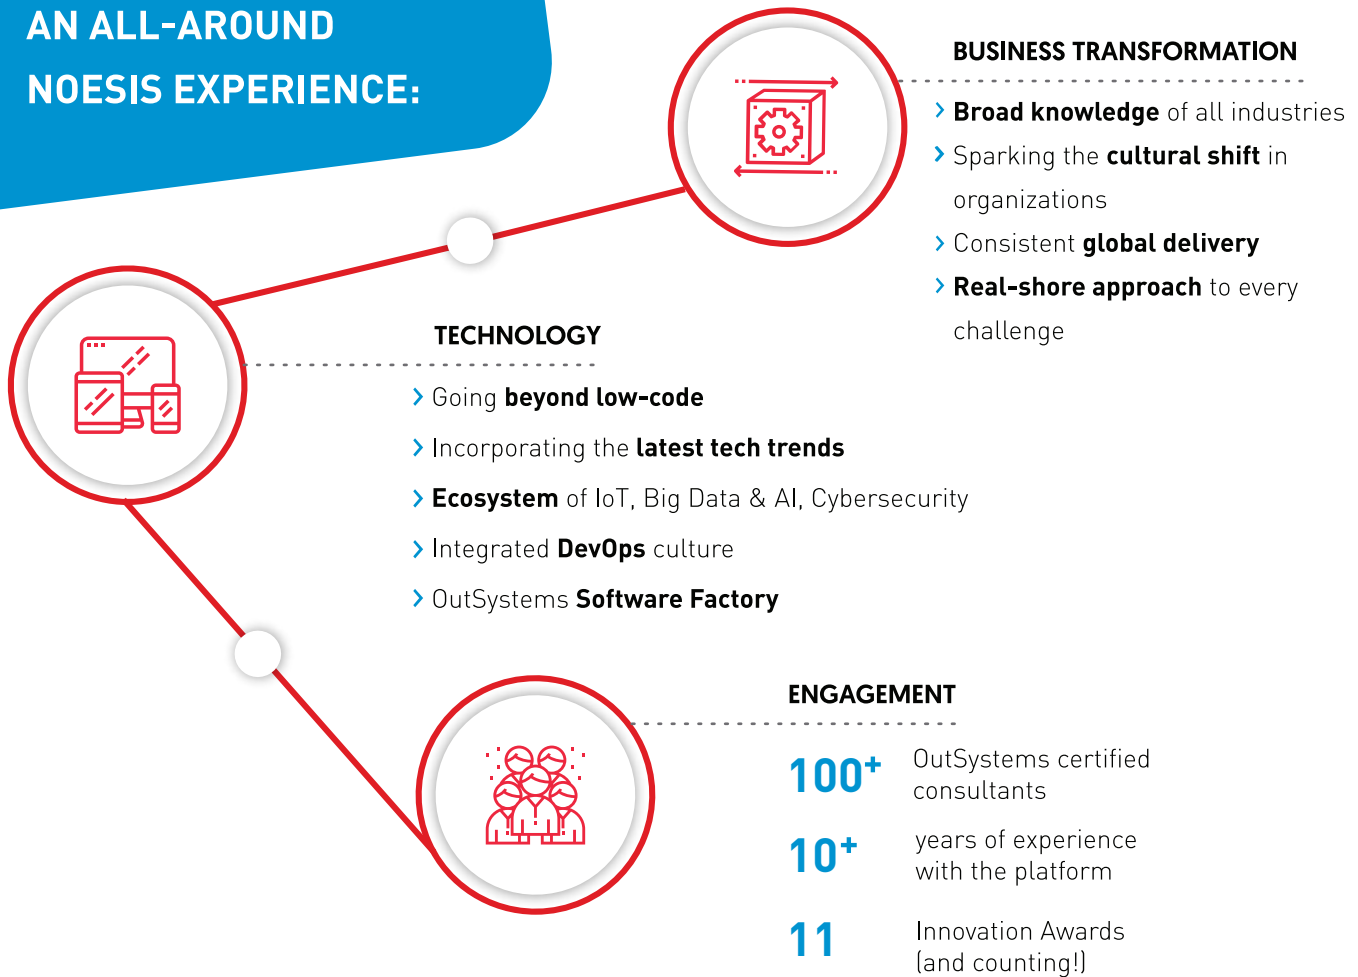 AN ALL-AROUND
NOESIS EXPERIENCE:
BUSINESS TRANSFORMATION
Broad knowledge of all industries
Sparking the cultural shift in
organizations
Consistent global delivery
Real-shore approach to every
challenge
TECHNOLOGY
Going beyond low-code
Incorporating the latest tech trends
Ecosystem of IoT, Big Data & AI, Cybersecurity
Integrated DevOps culture
OutSystems Software Factory
ENGAGEMENT
100+ OutSystems certified
consultants
10+ years of experience
with the platform
11 Innovation Awards
(and counting!)